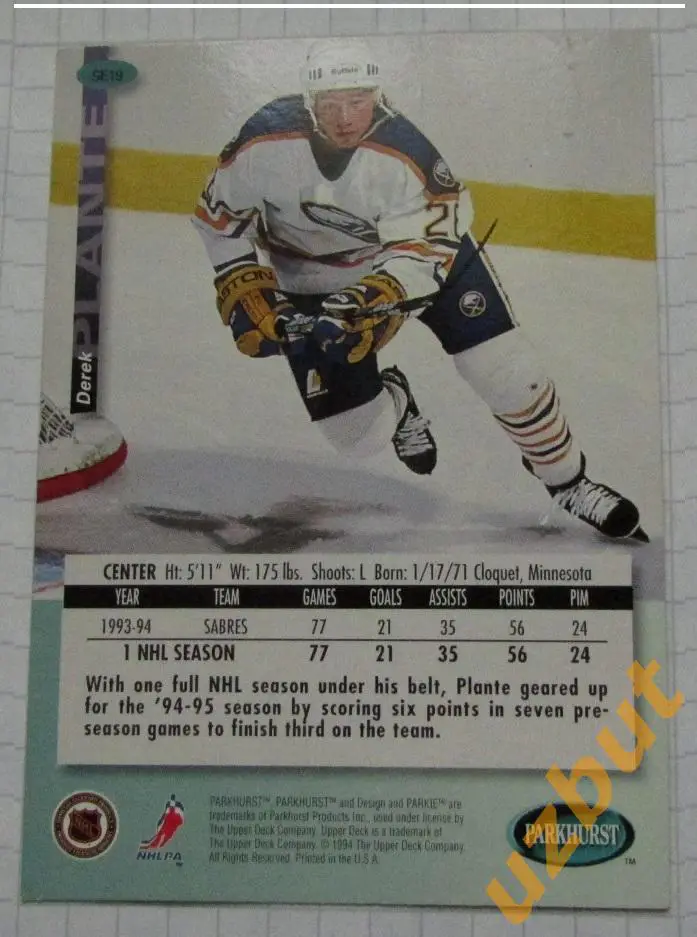 SE19
Derek PLANTE
Buffalo
2
EASTON
CENTER Ht: 5'11" Wt: 175 lbs. Shoots: L Born: 1/17/71 Cloquet, Minnesota
YEAR TEAM GAMES GOALS ASSISTS POINTS PIM
1993-94 SABRES 77 21 35 56 24
1 NHL SEASON 77 21 35 56 24
With one full NHL season under his belt, Plante geared up
for the '94-95 season by scoring six points in seven pre-
season games to finish third on the team.
PARKHURST™, PARKHURST™ and Design and PARKIE™ are
trademarks of Parkhurst Products Inc., used under license by
The Upper Deck Company. Upper Deck is a trademark of
The Upper Deck Company. © 1994 The Upper Deck Company.
All Rights Reserved. Printed in the U.S.A.
NHL
NHLPA
PARKHURST
™
uzbut